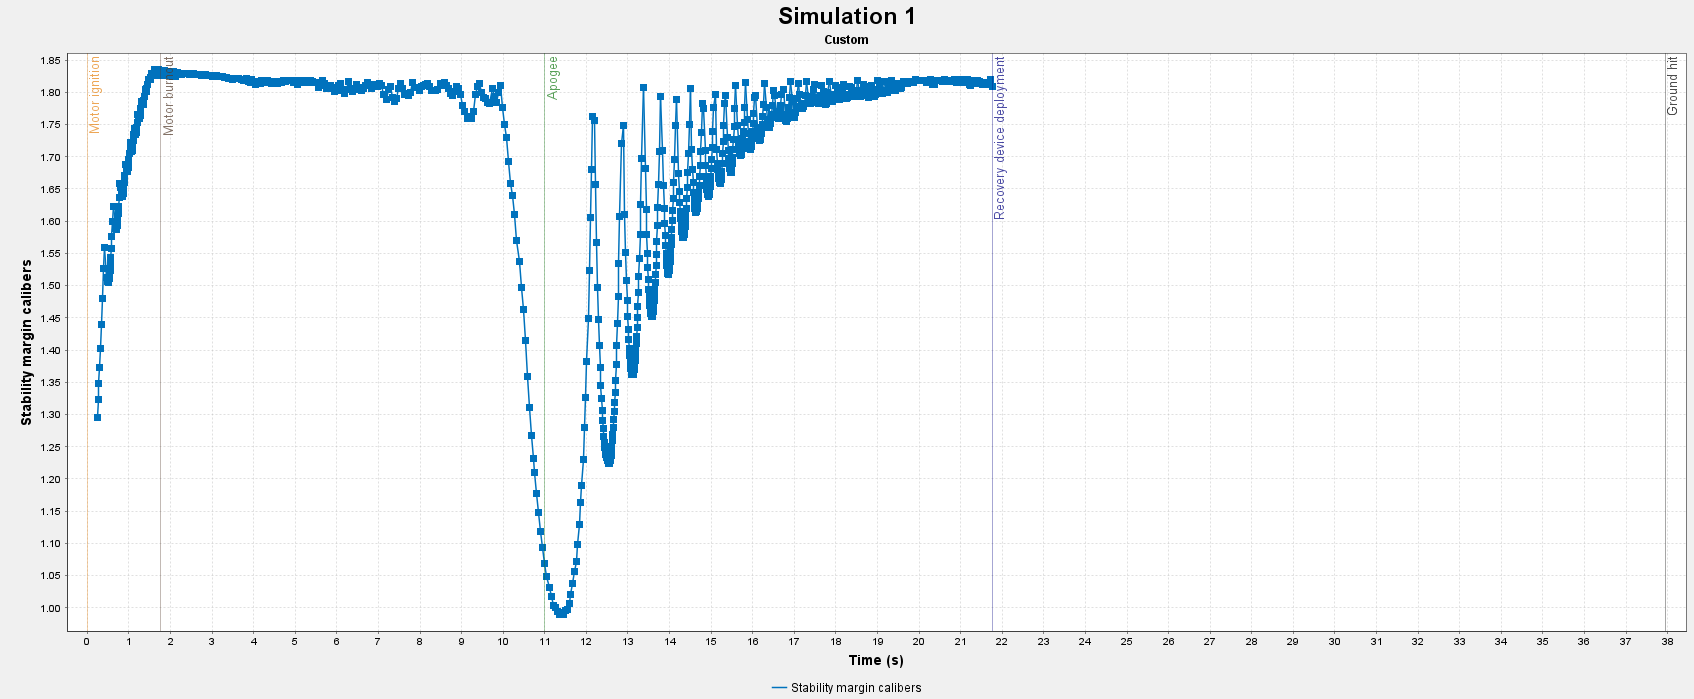 Simulation 1
Custom
Stability margin calibers
1.85
1.80
1.75
1.70
1.65
1.60
1.55
1.50
1.45
1.40
1.35
1.30
1.25
1.20
1.15
1.10
1.05
1.00
Motor ignition
Motor burnout
Apogee
Recovery device deployment
Ground hit
0 1 2 3 4 5 6 7 8 9 10 11 12 13 14 15 16 17 18 19 20 21 22 23 24 25 26 27 28 29 30 31 32 33 34 35 36 37 38
Time (s)
Stability margin calibers